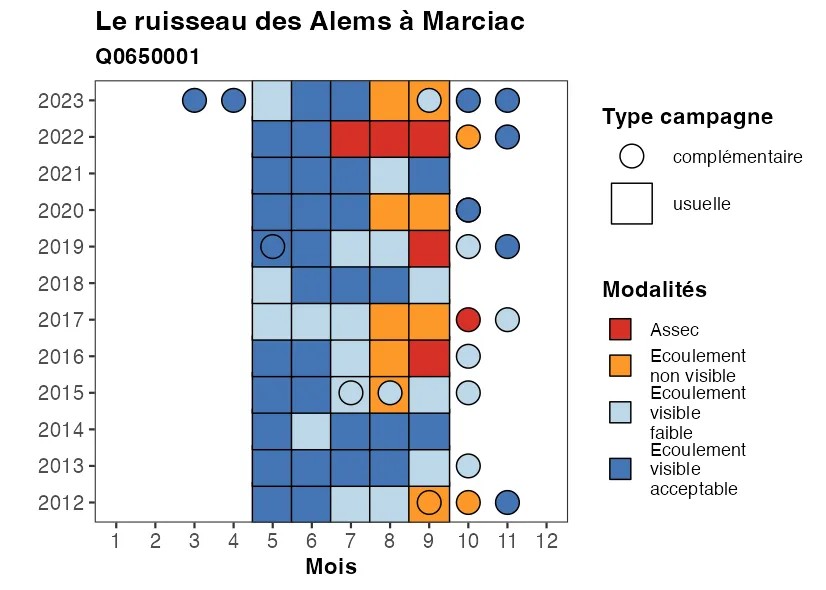 Le ruisseau des Alems à Marciac
Q0650001
2023
2022
2021
2020
2019
2018
2017
2016
2015
2014
2013
2012
1 2 3 4 5 6 7 8 9 10 11 12
Mois
Type campagne
complémentaire
usuelle
Modalités
Assec
Ecoulement
non visible
Ecoulement
visible
faible
Ecoulement
visible
acceptable